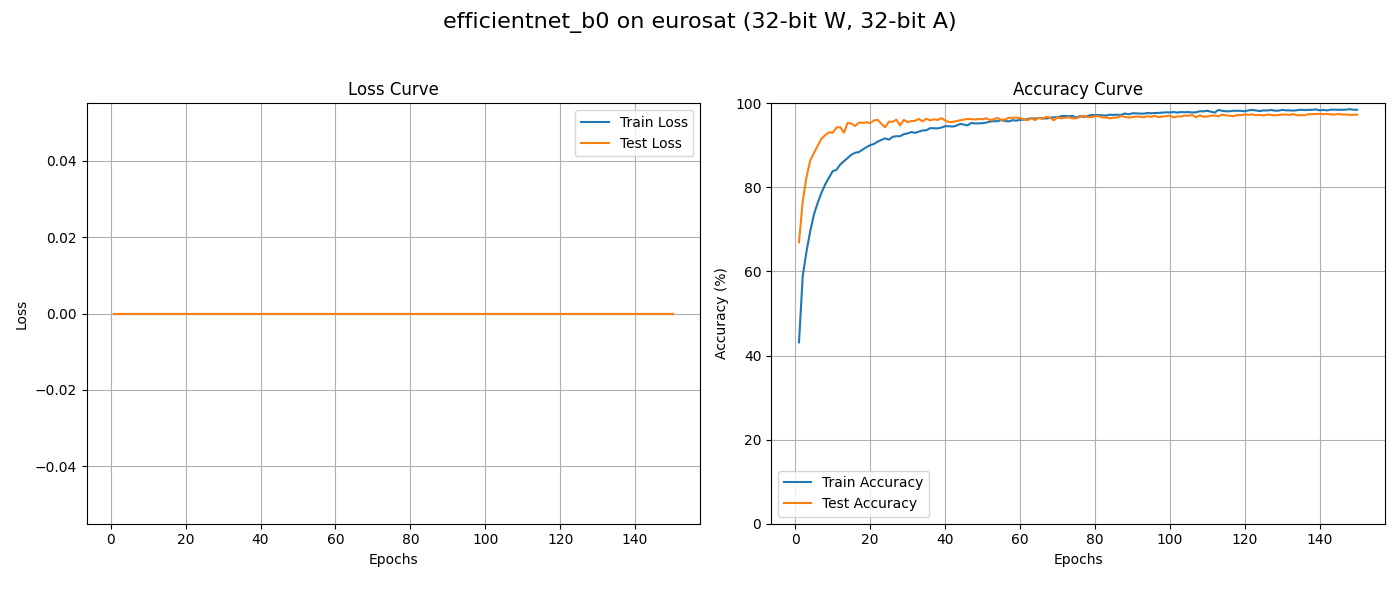 efficientnet_b0 on eurosat (32-bit W, 32-bit A)
Loss Curve
Loss
0.04
0.02
0.00
−0.02
−0.04
Train Loss
Test Loss
0 20 40 60 80 100 120 140
Epochs
Accuracy Curve
Accuracy (%)
100
80
60
40
20
0
Train Accuracy
Test Accuracy
0 20 40 60 80 100 120 140
Epochs